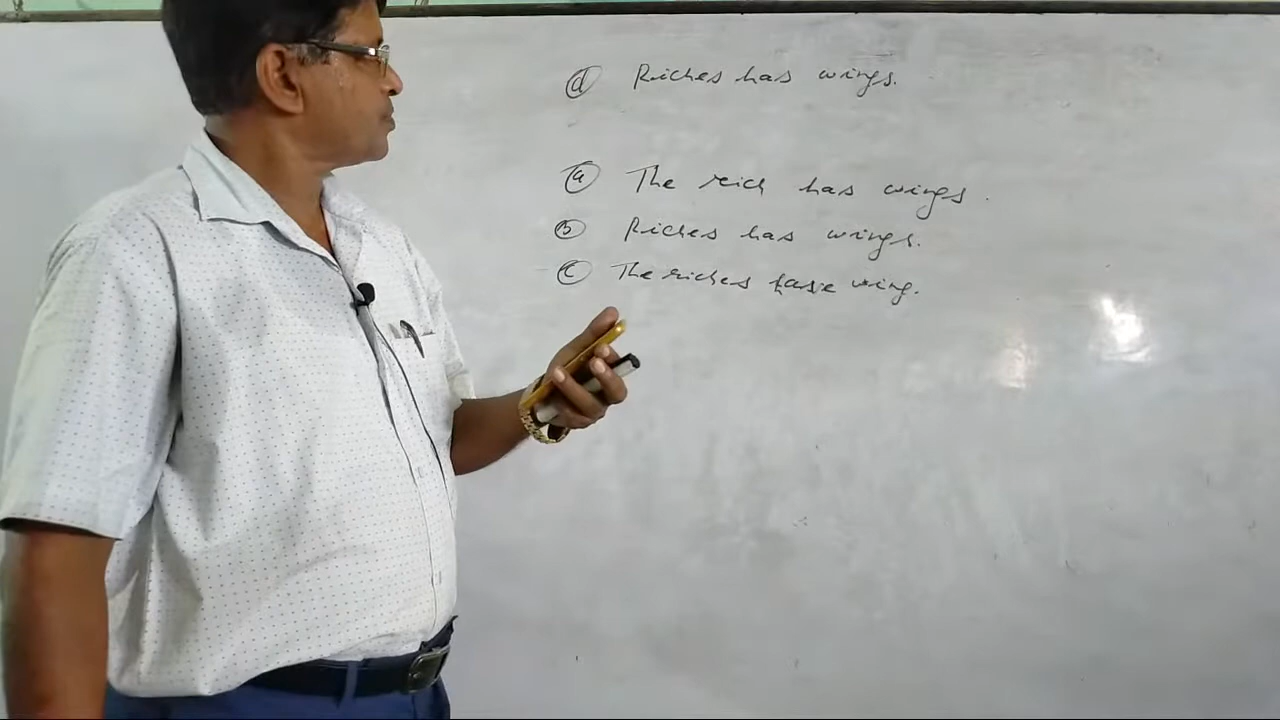 (d) Riches has wings.
(a) The rich has wings.
(b) Riches has wings.
(c) The riches have wing.